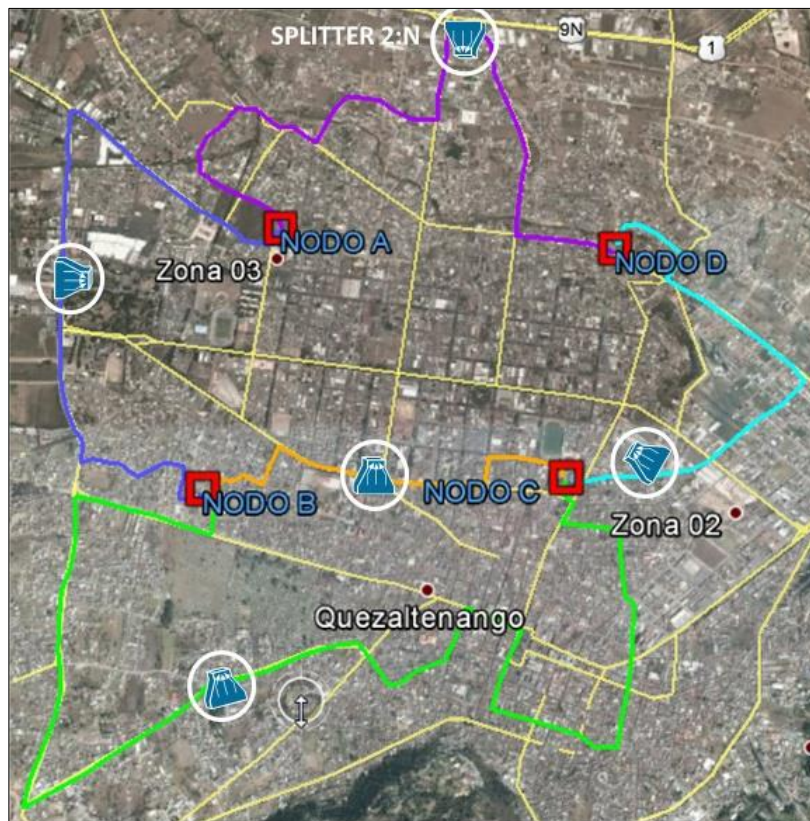 SPLITTER 2:N
9N
1
NODO A
Zona 03
NODO D
NODO B
NODO C
Zona 02
Quezaltenango